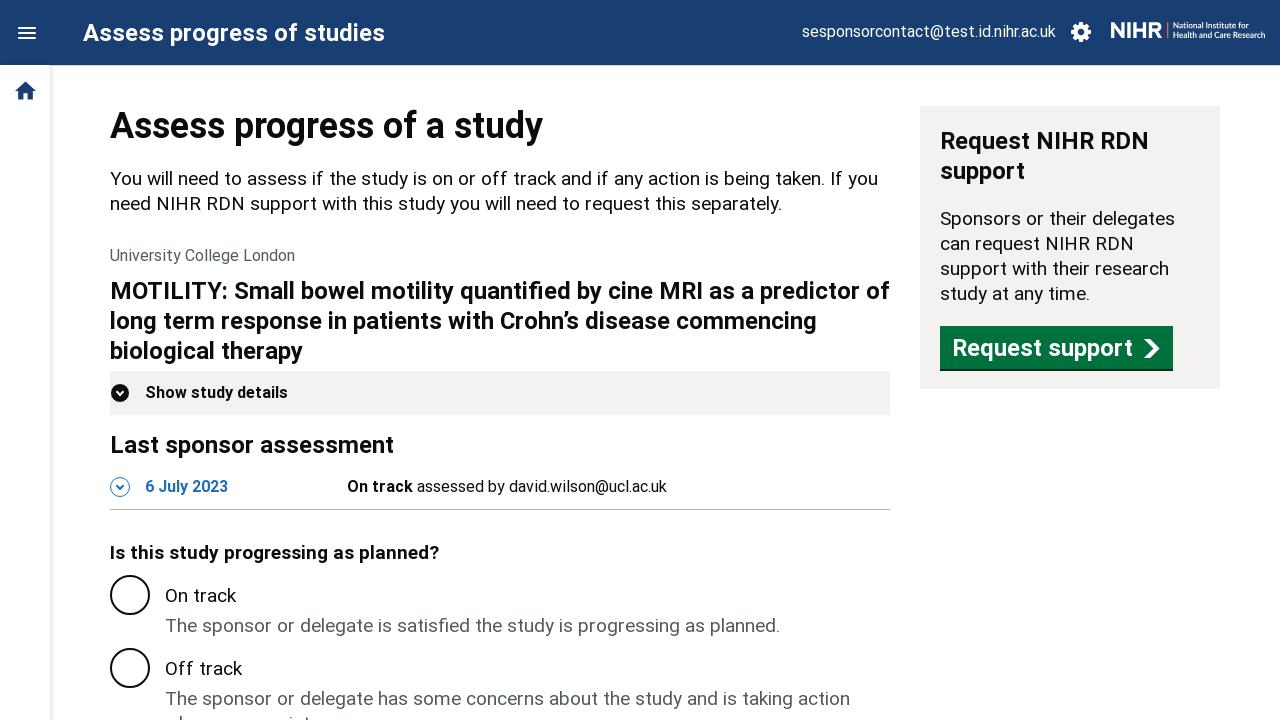 Assess progress of studies
sesponsorcontact@test.id.nihr.ac.uk
NIHR | National Institute for
Health and Care Research
Assess progress of a study
You will need to assess if the study is on or off track and if any action is being taken. If you
need NIHR RDN support with this study you will need to request this separately.
University College London
MOTILITY: Small bowel motility quantified by cine MRI as a predictor of
long term response in patients with Crohn’s disease commencing
biological therapy
Show study details
Last sponsor assessment
6 July 2023
On track assessed by david.wilson@ucl.ac.uk
Is this study progressing as planned?
On track
The sponsor or delegate is satisfied the study is progressing as planned.
Off track
The sponsor or delegate has some concerns about the study and is taking action
Request NIHR RDN
support
Sponsors or their delegates
can request NIHR RDN
support with their research
study at any time.
Request support